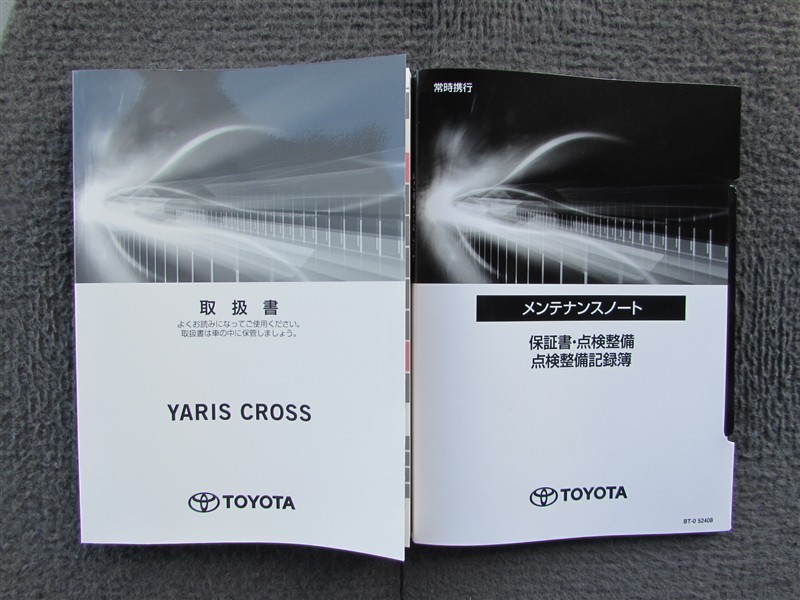 取扱書
よくお読みになってご使用ください。
取扱書は車の中に保管しましょう。
YARIS CROSS
TOYOTA
常時携行
メンテナンスノート
保証書・点検整備
点検整備記録簿
TOYOTA
BT-0 52408